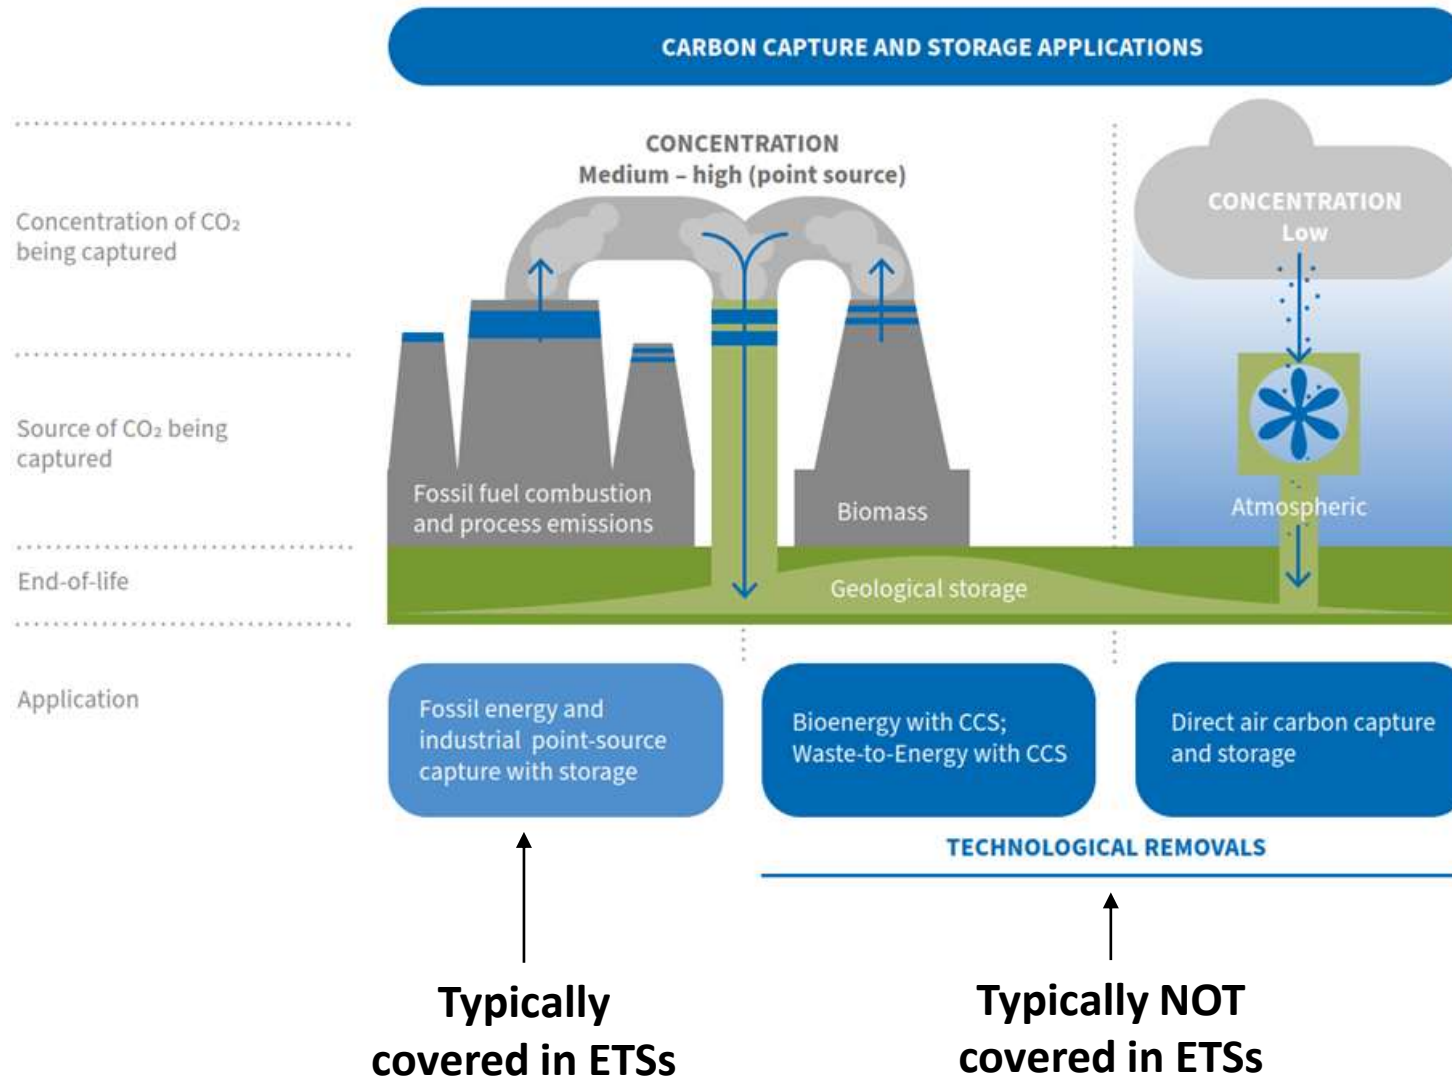 CARBON CAPTURE AND STORAGE APPLICATIONS
Concentration of CO₂
being captured
CONCENTRATION
Medium – high (point source)
CONCENTRATION
Low
Source of CO₂ being
captured
Fossil fuel combustion
and process emissions
Biomass
Atmospheric
End-of-life
Geological storage
Application
Fossil energy and
industrial point-source
capture with storage
Bioenergy with CCS;
Waste-to-Energy with CCS
Direct air carbon capture
and storage
TECHNOLOGICAL REMOVALS
Typically
covered in ETSs
Typically NOT
covered in ETSs